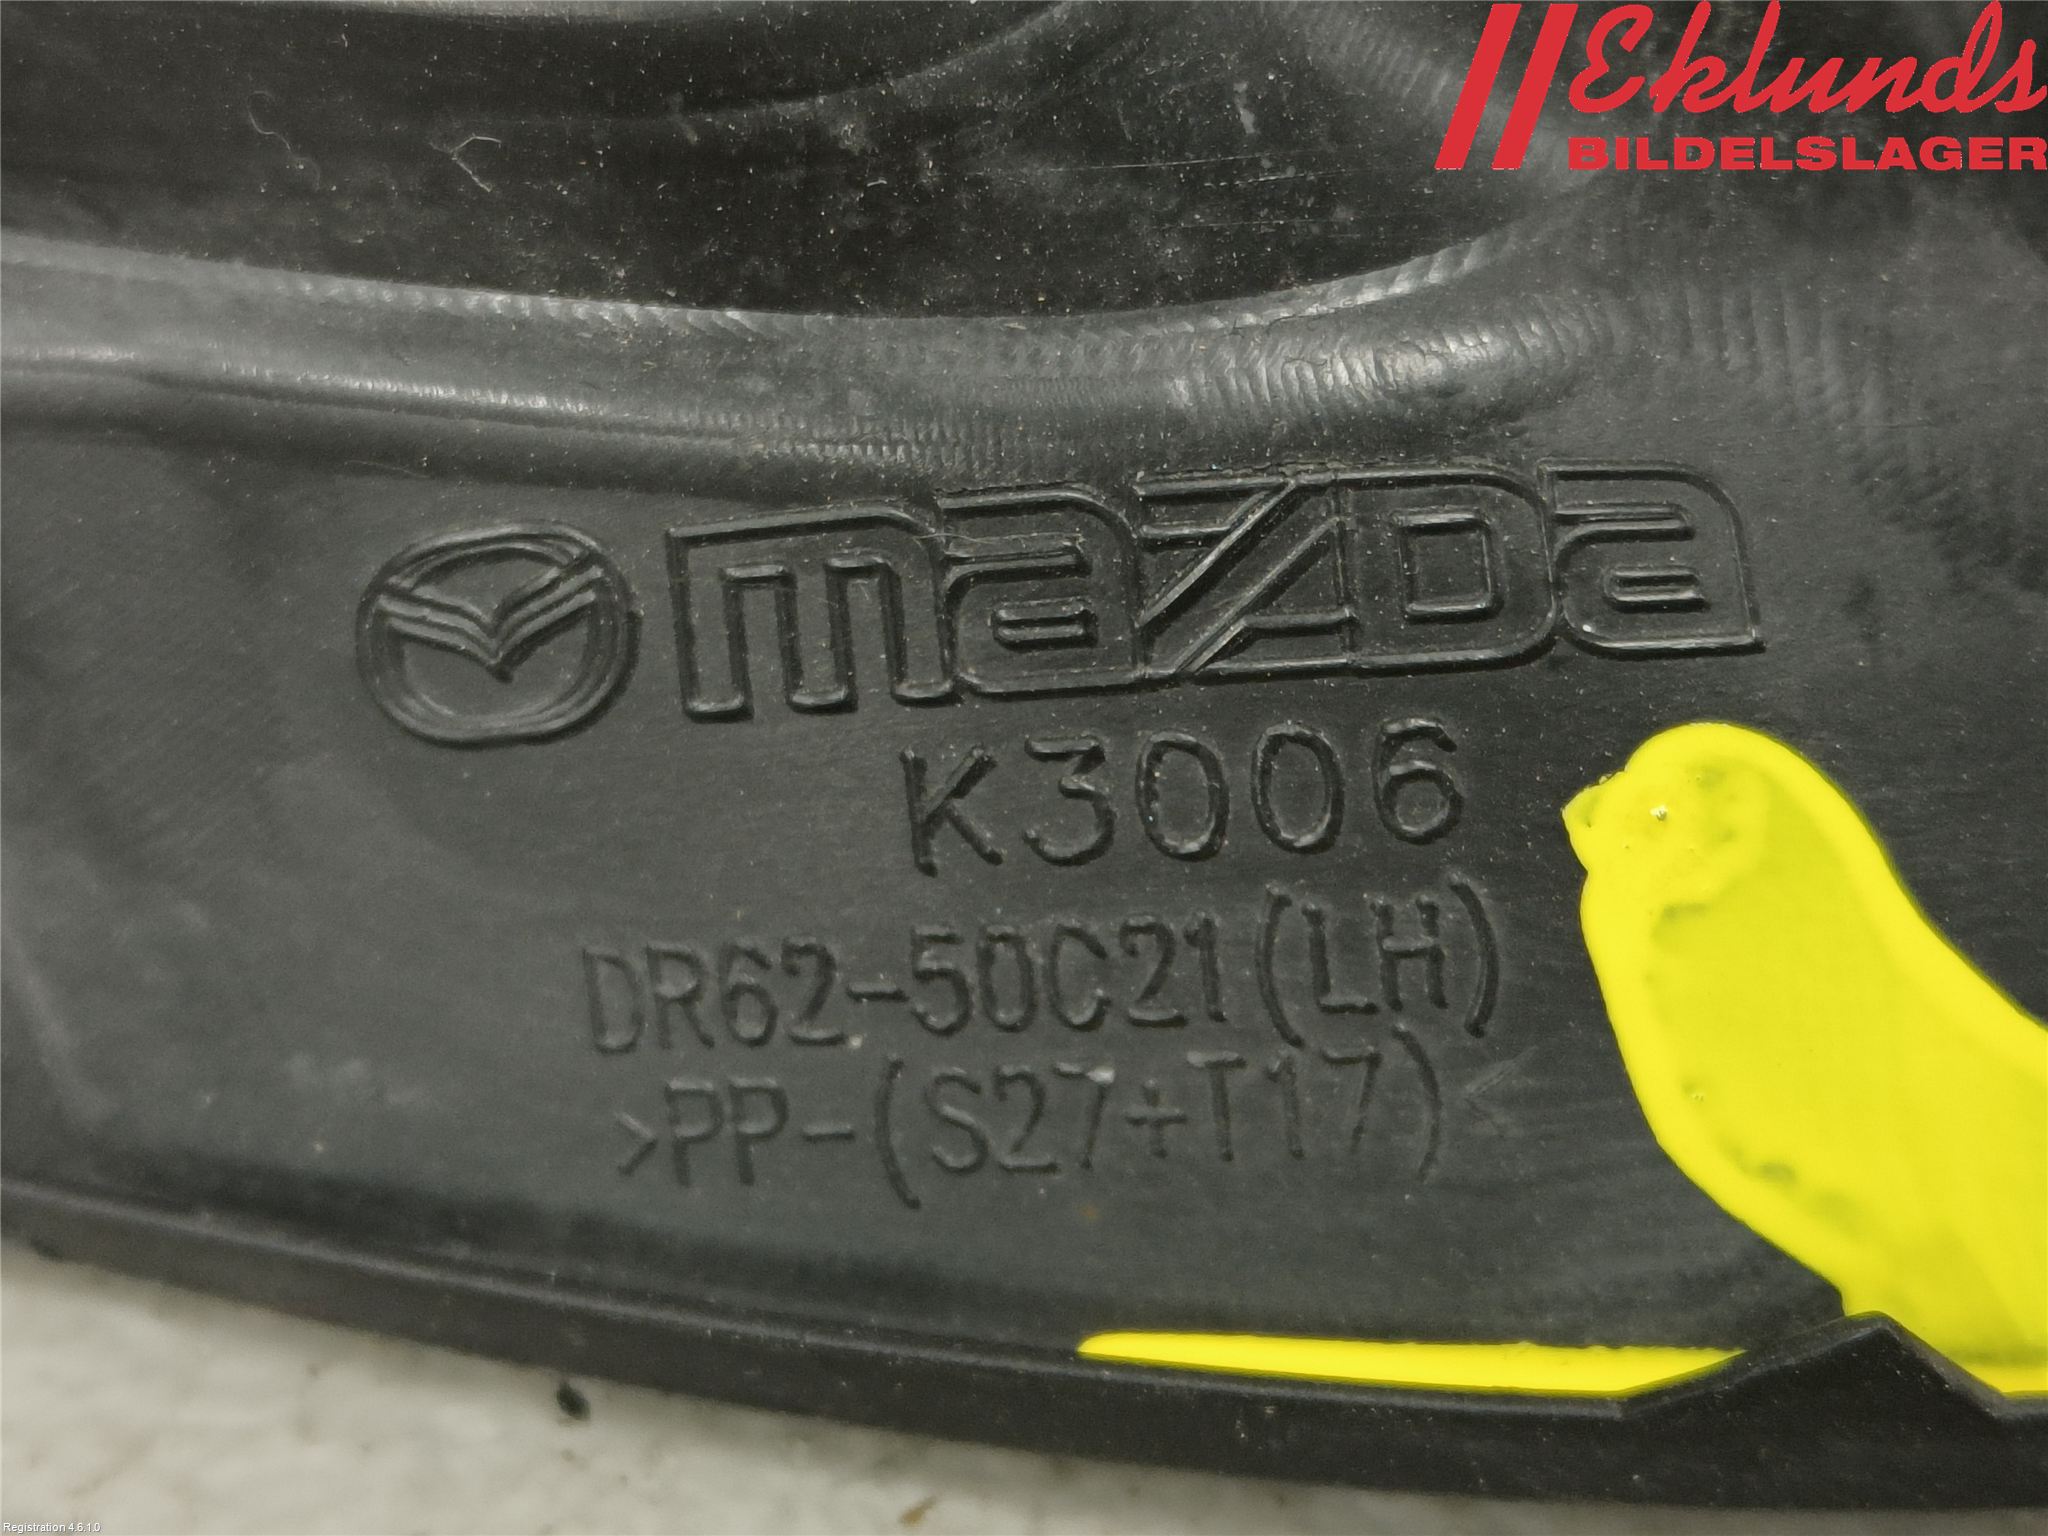 Eklunds
BILDELSLAGER
mazda
K3006
DR62-50C21(LH)
>PP-(S27+T17)<
Registration 4.6.1.0